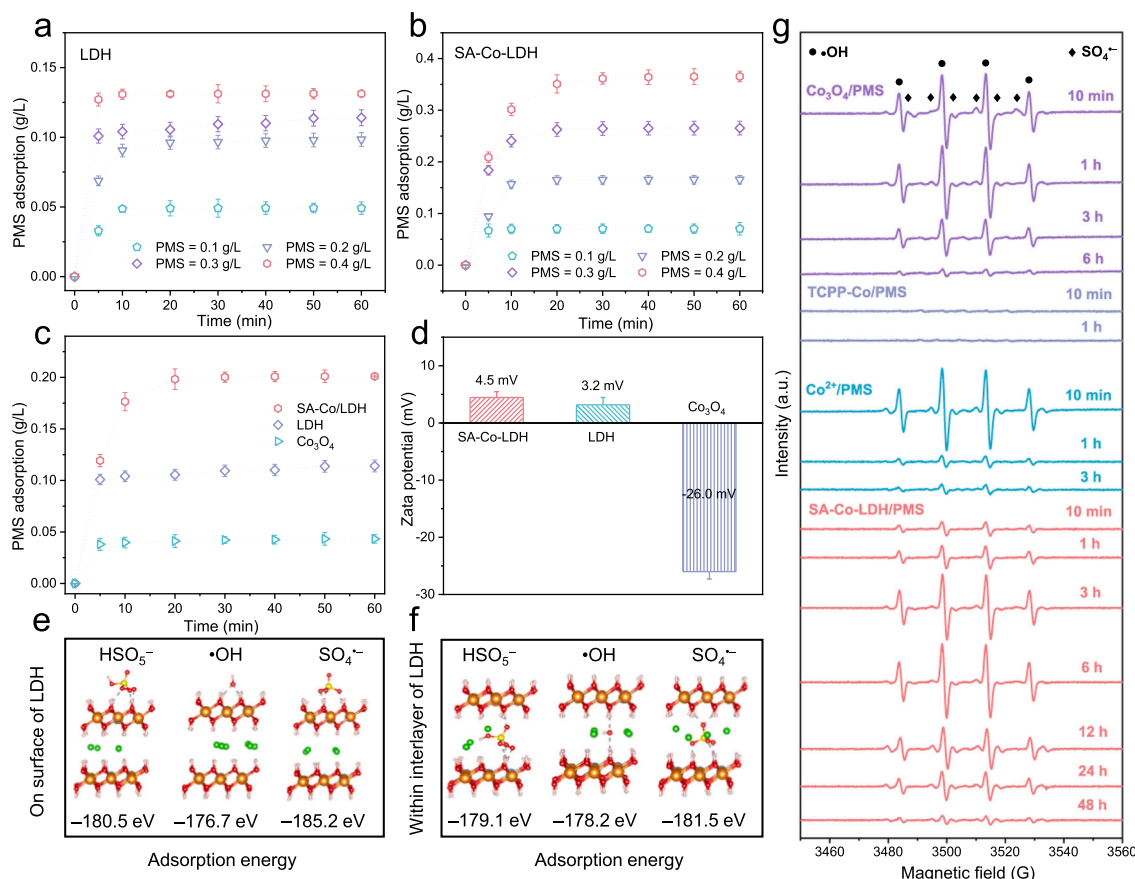 a
LDH
0.15
0.10
0.05
0.00
PMS adsorption (g/L)
PMS = 0.1 g/L
PMS = 0.2 g/L
PMS = 0.3 g/L
PMS = 0.4 g/L
0 10 20 30 40 50 60
Time (min)
b
SA-Co-LDH
0.4
0.3
0.2
0.1
0.0
PMS adsorption (g/L)
PMS = 0.1 g/L
PMS = 0.2 g/L
PMS = 0.3 g/L
PMS = 0.4 g/L
0 10 20 30 40 50 60
Time (min)
c
0.20
0.15
0.10
0.05
0.00
PMS adsorption (g/L)
SA-Co/LDH
LDH
Co₃O₄
0 10 20 30 40 50 60
Time (min)
d
10
0
-10
-20
-30
Zata potential (mV)
4.5 mV
3.2 mV
Co₃O₄
SA-Co-LDH
LDH
-26.0 mV
e
On surface of LDH
HSO₅⁻
•OH
SO₄•⁻
−180.5 eV
−176.7 eV
−185.2 eV
Adsorption energy
f
Within interlayer of LDH
HSO₅⁻
•OH
SO₄•⁻
−179.1 eV
−178.2 eV
−181.5 eV
Adsorption energy
g
•OH
SO₄•⁻
Co₃O₄/PMS
10 min
1 h
3 h
6 h
TCPP-Co/PMS
10 min
1 h
Co²⁺/PMS
10 min
1 h
3 h
SA-Co-LDH/PMS
10 min
1 h
3 h
6 h
12 h
24 h
48 h
Intensity (a.u.)
3460 3480 3500 3520 3540 3560
Magnetic field (G)